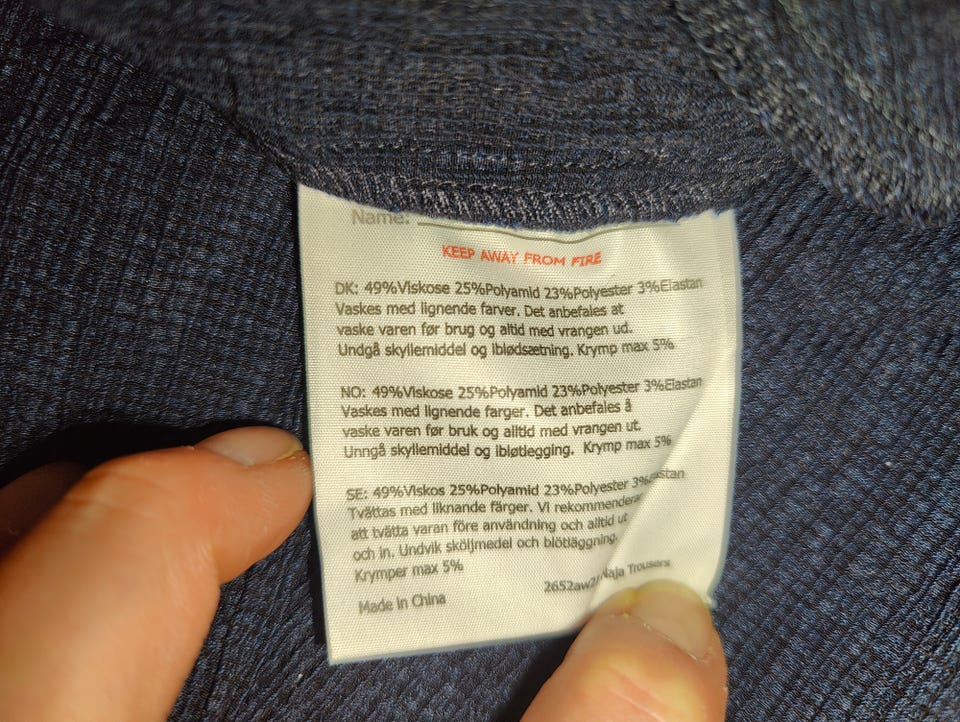 Name:
KEEP AWAY FROM FIRE
DK: 49%Viskose 25%Polyamid 23%Polyester 3%Elastan
Vaskes med lignende farver. Det anbefales at
vaske varen før brug og altid med vrangen ud.
Undgå skyllemiddel og iblødsætning. Krymp max 5%
NO: 49%Viskose 25%Polyamid 23%Polyester 3%Elastan
Vaskes med lignende farger. Det anbefales å
vaske varen før bruk og alltid med vrangen ut.
Unngå skyllemiddel og ibløtlegging. Krymp max 5%
SE: 49%Viskos 25%Polyamid 23%Polyester
Tvättas med liknande färger. Vi rekommenderar
att tvätta varan före användning och alltid ut
och in. Undvik sköljmedel och blötläggning.
Krymper max 5%
Trousers
Made in China